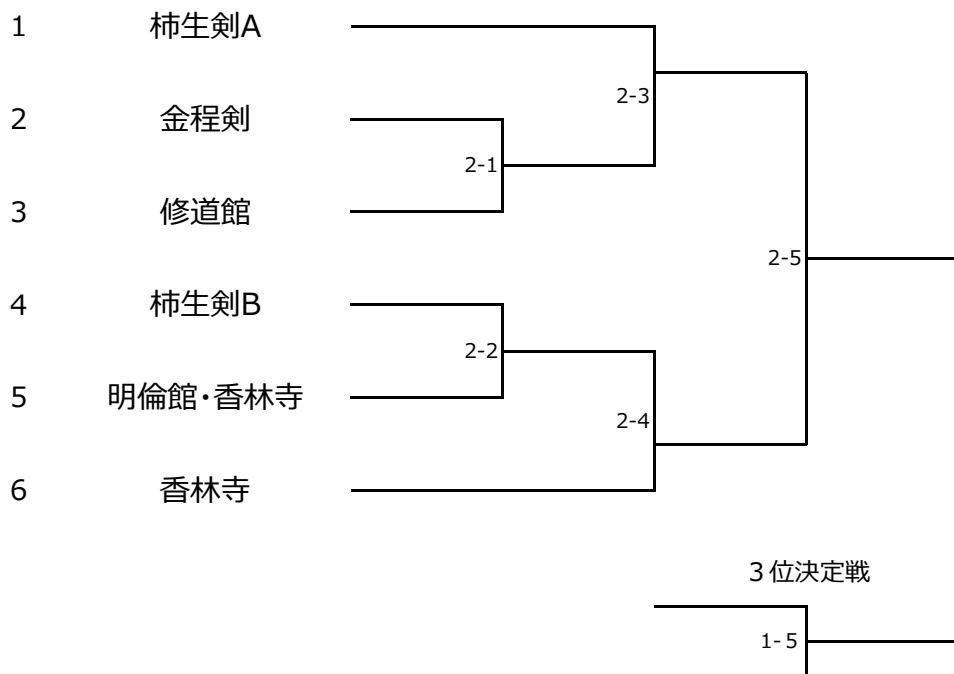 1 柿生剣A
2-3
2 金程剣
2-1
3 修道館
2-5
4 柿生剣B
2-2
5 明倫館・香林寺
2-4
6 香林寺
３位決定戦
1-5